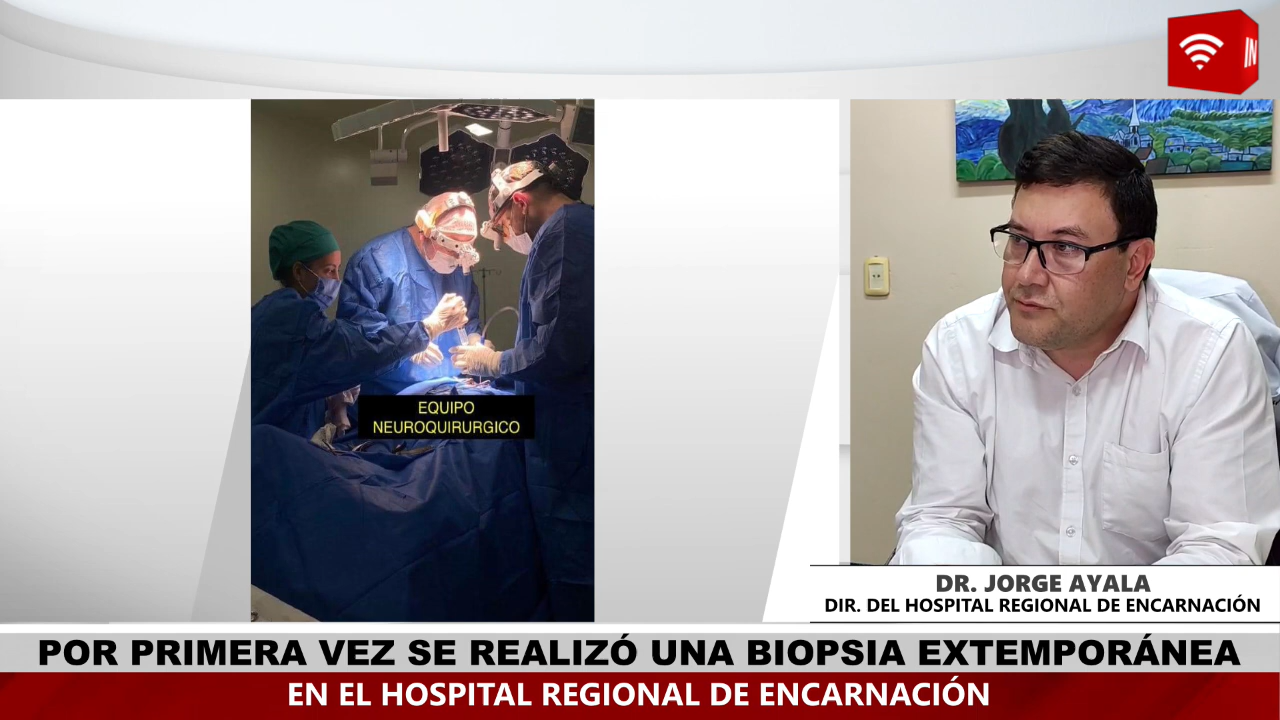 IN
EQUIPO
NEUROQUIRURGICO
DR. JORGE AYALA
DIR. DEL HOSPITAL REGIONAL DE ENCARNACIÓN
POR PRIMERA VEZ SE REALIZÓ UNA BIOPSIA EXTEMPORÁNEA
EN EL HOSPITAL REGIONAL DE ENCARNACIÓN